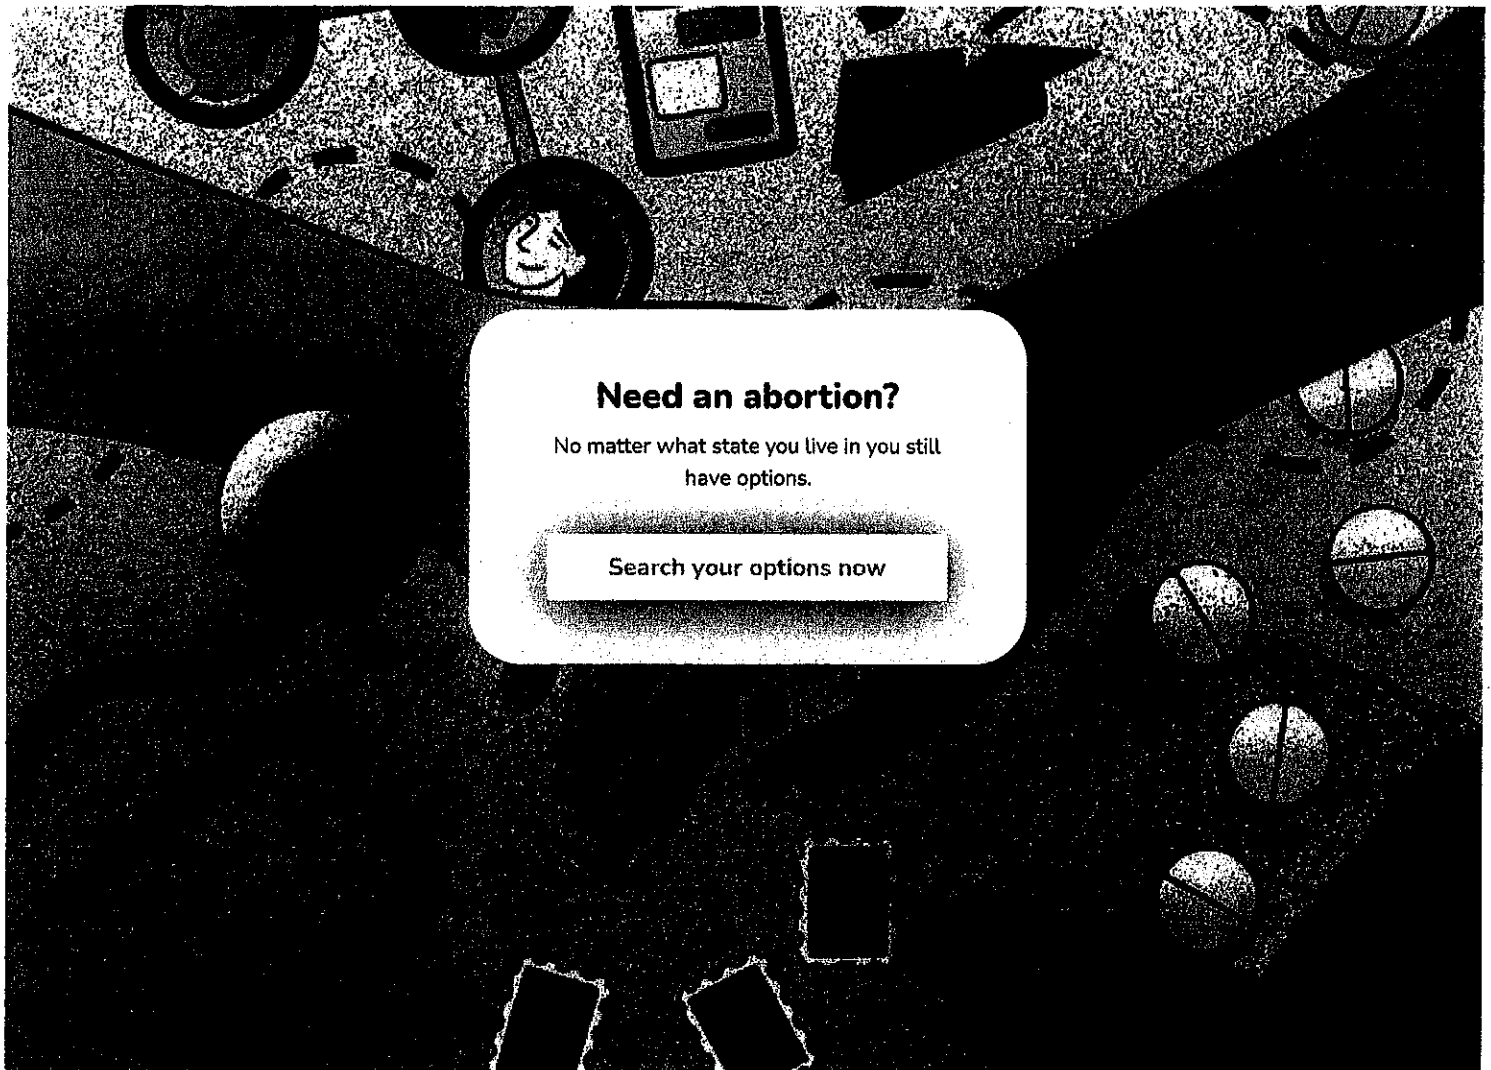 Need an abortion?
No matter what state you live in you still
have options.
Search your options now